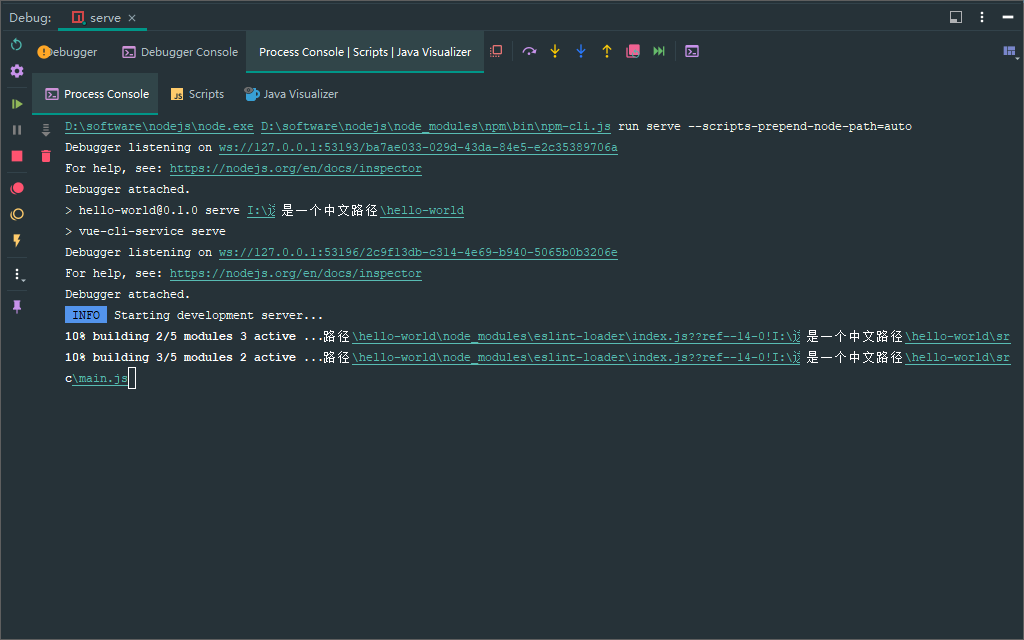 Debug: serve
ebugger Debugger Console Process Console | Scripts | Java Visualizer
Process Console Scripts Java Visualizer
D:\software\nodejs\node.exe D:\software\nodejs\node_modules\npm\bin\npm-cli.js run serve --scripts-prepend-node-path=auto
Debugger listening on ws://127.0.0.1:53193/ba7ae033-029d-43da-84e5-e2c35389706a
For help, see: https://nodejs.org/en/docs/inspector
Debugger attached.
> hello-world@0.1.0 serve I:\这 是一个中文路径\hello-world
> vue-cli-service serve
Debugger listening on ws://127.0.0.1:53196/2c9f13db-c314-4e69-b940-5065b0b3206e
For help, see: https://nodejs.org/en/docs/inspector
Debugger attached.
INFO Starting development server...
10% building 2/5 modules 3 active ...路径\hello-world\node_modules\eslint-loader\index.js??ref--14-0!I:\这 是一个中文路径\hello-world\sr
10% building 3/5 modules 2 active ...路径\hello-world\node_modules\eslint-loader\index.js??ref--14-0!I:\这 是一个中文路径\hello-world\sr
c\main.js